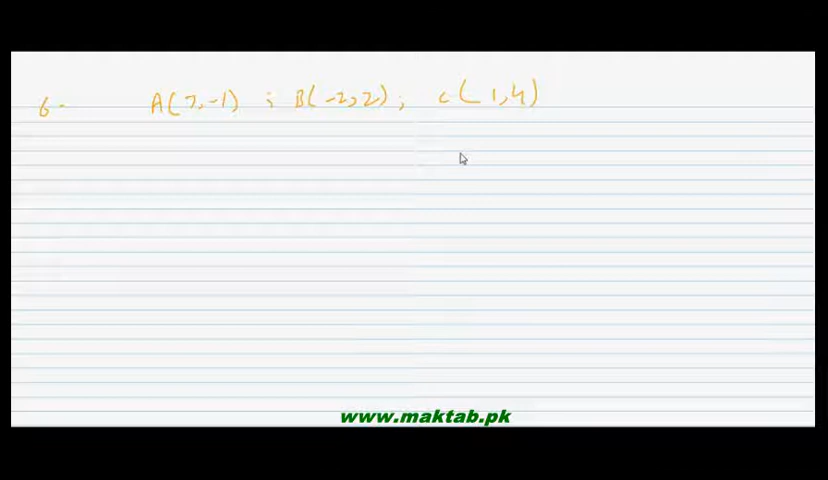 6- A(7,-1) ; B(-2,2) ; C(1,4)
www.maktab.pk